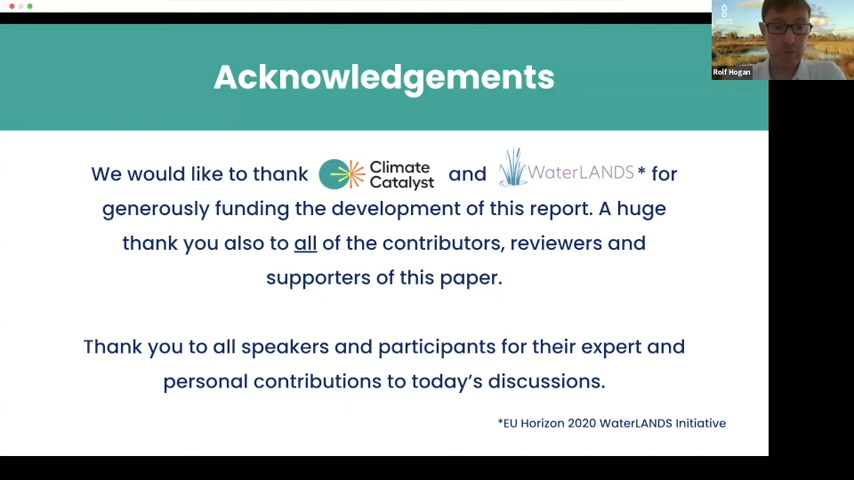 Rolf Hogan
Acknowledgements
We would like to thank Climate Catalyst and WaterLANDS * for
generously funding the development of this report. A huge
thank you also to all of the contributors, reviewers and
supporters of this paper.
Thank you to all speakers and participants for their expert and
personal contributions to today's discussions.
*EU Horizon 2020 WaterLANDS Initiative